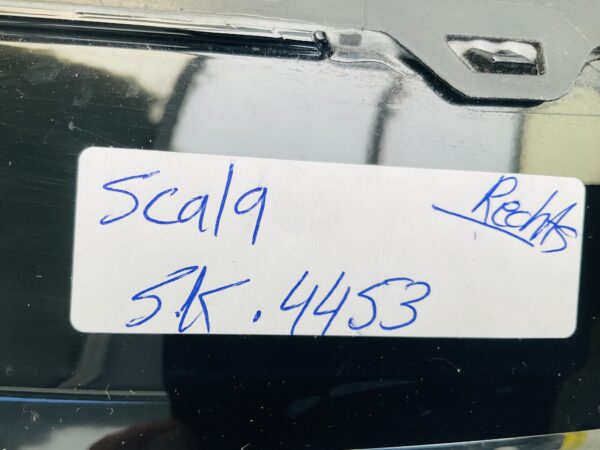 Scala
Rechts
S.K. 4453